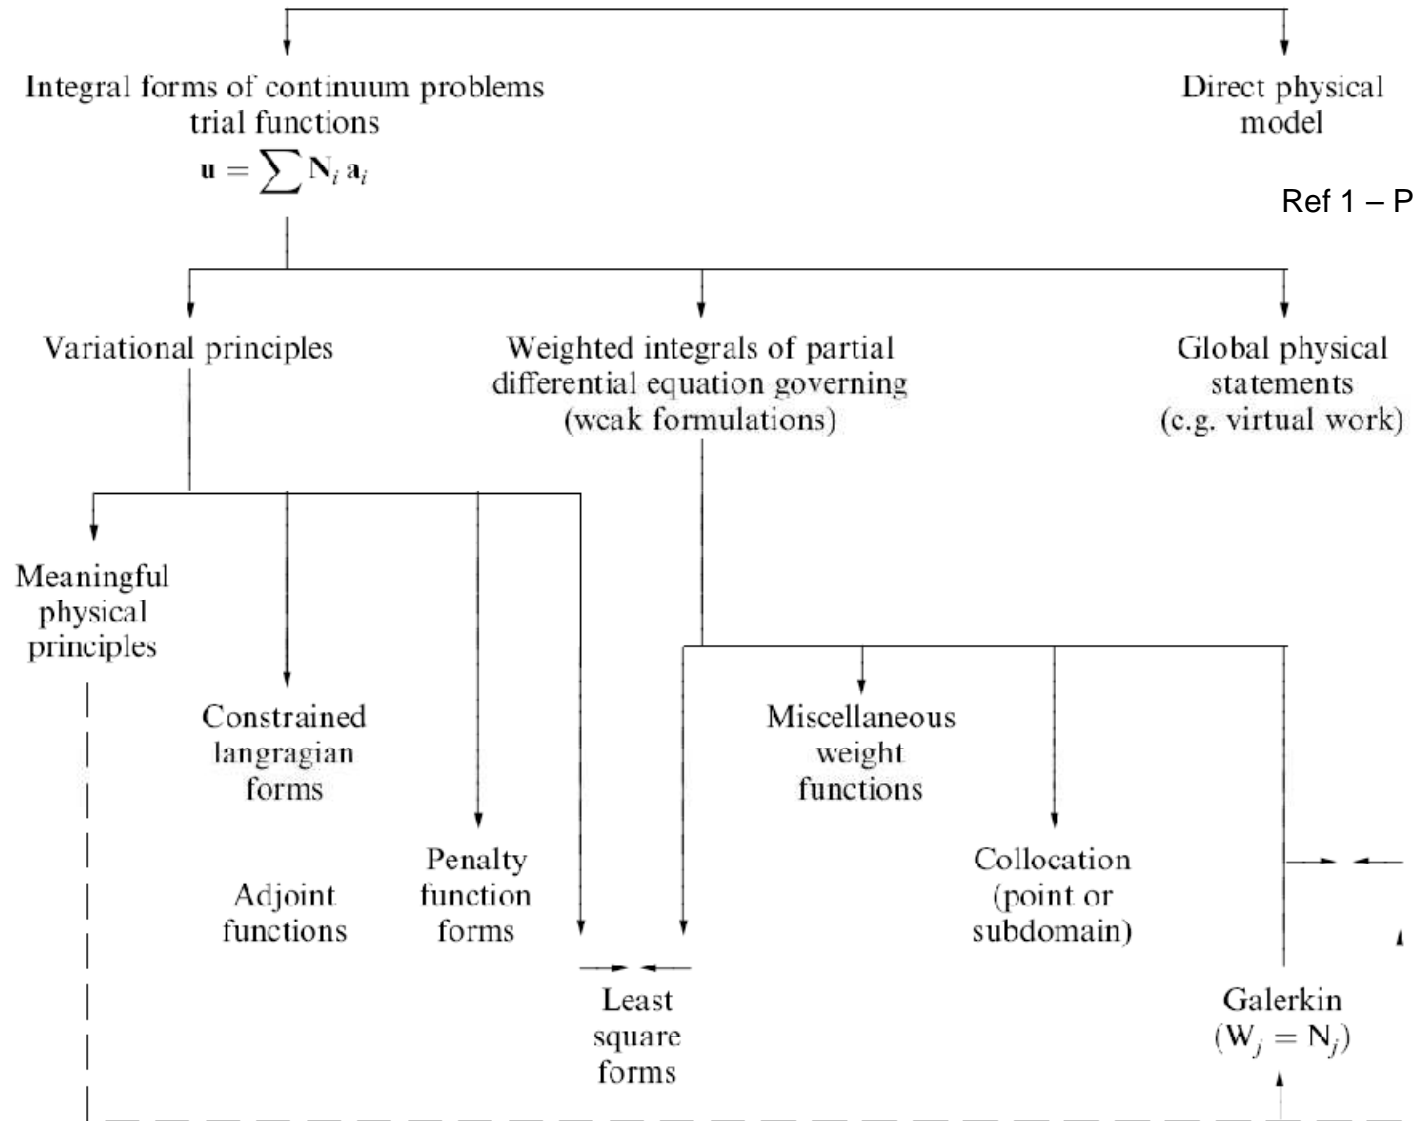 Integral forms of continuum problems
trial functions
u = ∑ N_i a_i
Direct physical
model
Ref 1 – P
Variational principles
Weighted integrals of partial
differential equation governing
(weak formulations)
Global physical
statements
(e.g. virtual work)
Meaningful
physical
principles
Constrained
langragian
forms
Miscellaneous
weight
functions
Adjoint
functions
Penalty
function
forms
Collocation
(point or
subdomain)
Least
square
forms
Galerkin
(W_j = N_j)